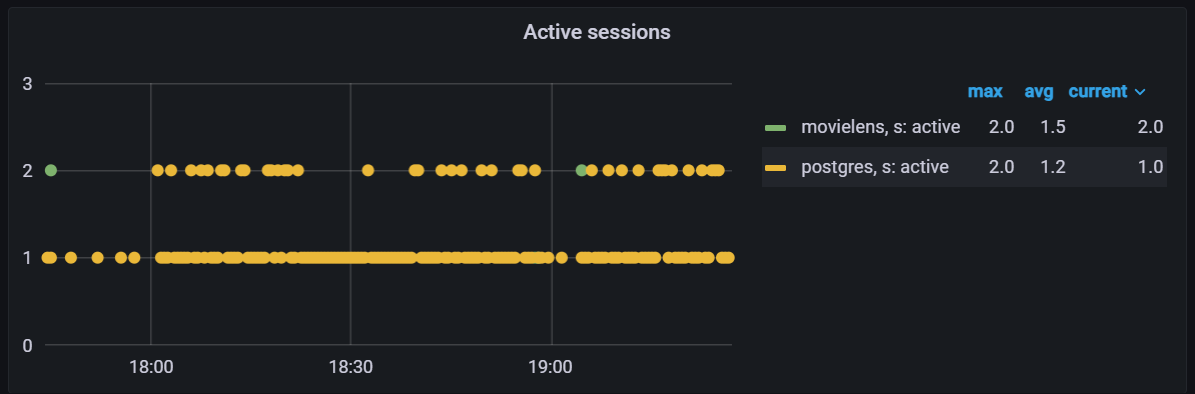 Active sessions
3
2
1
0
18:00 18:30 19:00
max avg current
movielens, s: active 2.0 1.5 2.0
postgres, s: active 2.0 1.2 1.0